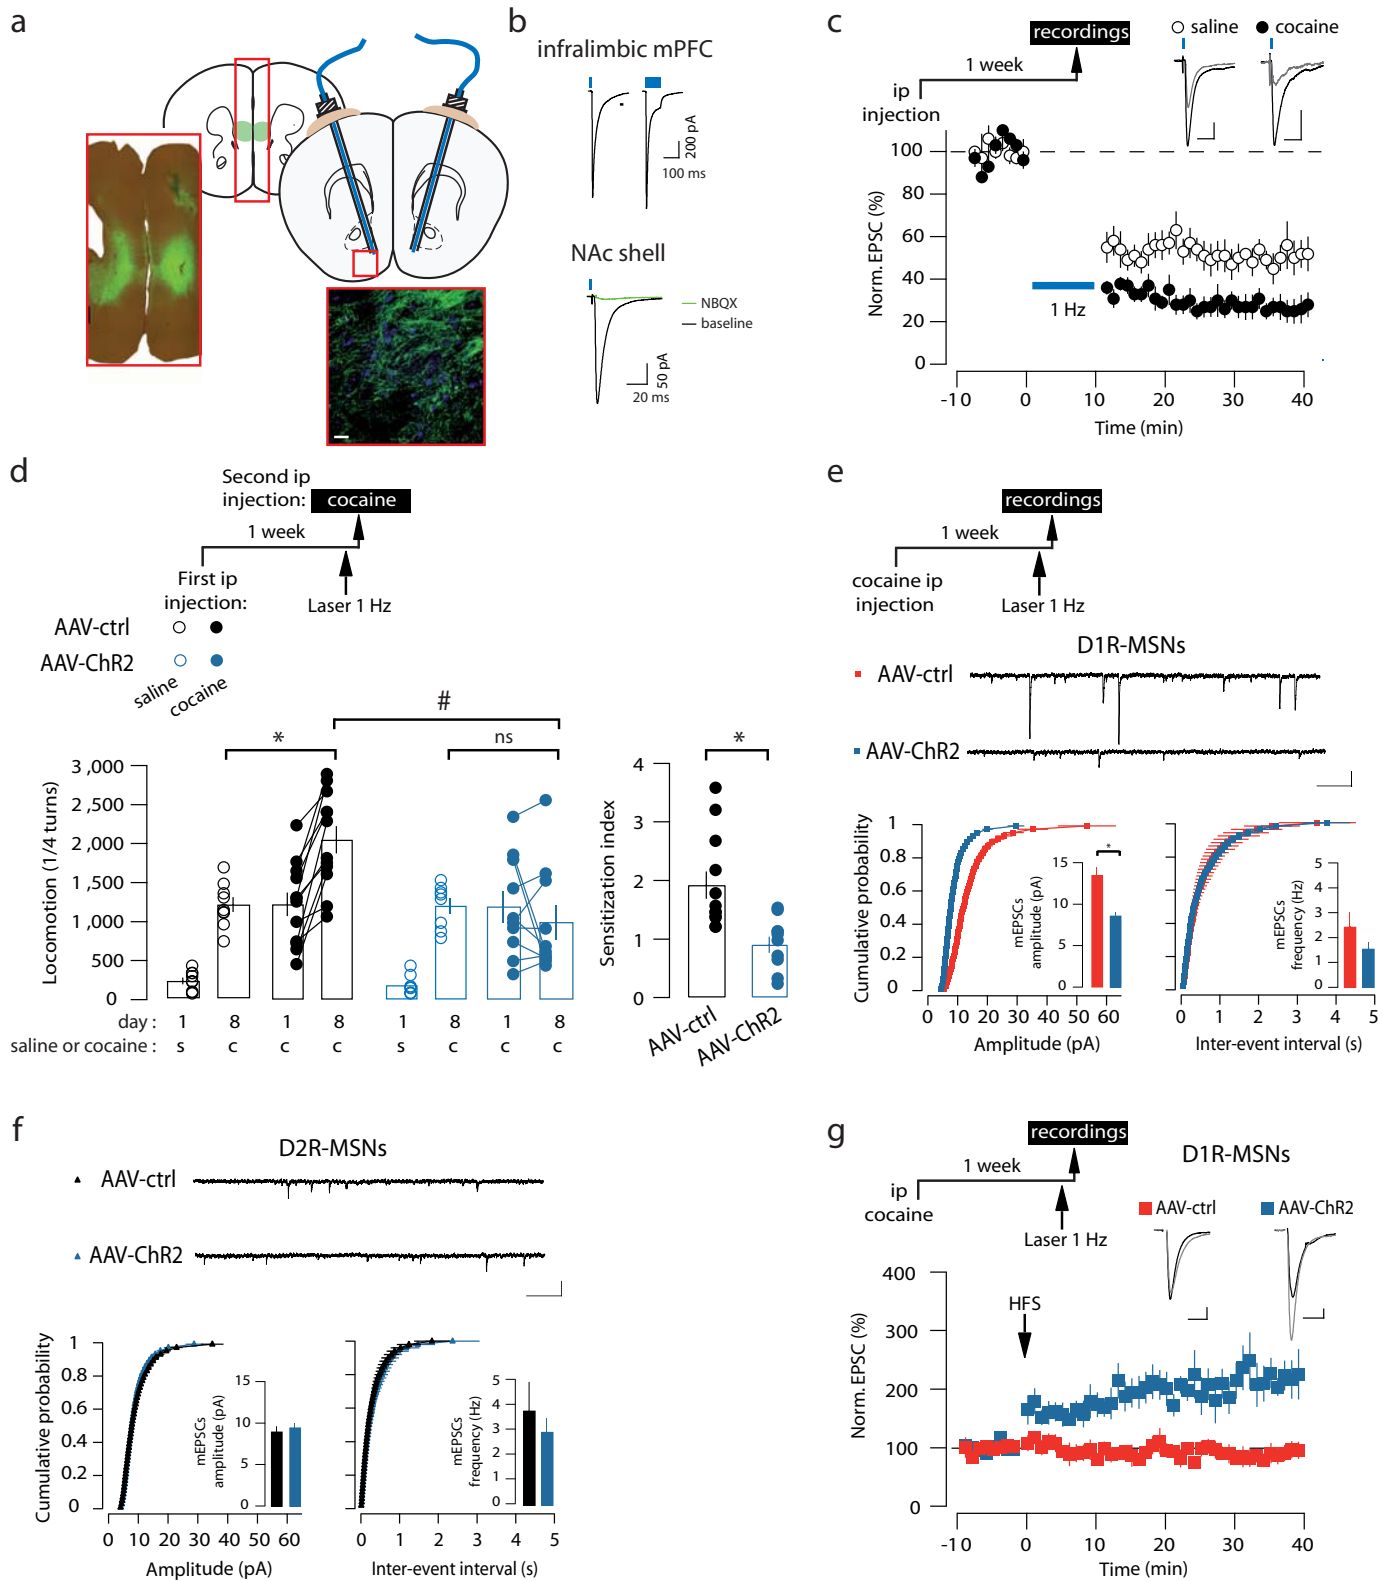 a
b
infralimbic mPFC
200 pA
100 ms
NAc shell
NBQX
baseline
50 pA
20 ms
c
recordings
saline
cocaine
1 week
ip
injection
100
80
60
40
20
0
Norm. EPSC (%)
1 Hz
-10
0
10
20
30
40
Time (min)
d
Second ip
injection: cocaine
1 week
First ip
injection:
Laser 1 Hz
AAV-ctrl
AAV-ChR2
saline
cocaine
#
*
ns
3,000
2,500
2,000
1,500
1,000
500
0
Locomotion (1/4 turns)
day : 1 8 1 8 1 8 1 8
saline or cocaine : s c c c s c c c
*
4
3
2
1
0
Sensitization index
AAV-ctrl
AAV-ChR2
e
recordings
1 week
cocaine ip
injection
Laser 1 Hz
D1R-MSNs
AAV-ctrl
AAV-ChR2
1
0.8
0.6
0.4
0.2
0
Cumulative probability
0 10 20 30 40 50 60
Amplitude (pA)
*
15
10
5
0
mEPSCs
amplitude (pA)
5
4
3
2
1
0
mEPSCs
frequency (Hz)
0 1 2 3 4 5
Inter-event interval (s)
f
D2R-MSNs
AAV-ctrl
AAV-ChR2
1
0.8
0.6
0.4
0.2
0
Cumulative probability
0 10 20 30 40 50 60
Amplitude (pA)
15
10
5
0
mEPSCs
amplitude (pA)
5
4
3
2
1
0
mEPSCs
frequency (Hz)
0 1 2 3 4 5
Inter-event interval (s)
g
recordings
D1R-MSNs
1 week
ip
cocaine
Laser 1 Hz
AAV-ctrl
AAV-ChR2
HFS
400
300
200
100
0
Norm. EPSC (%)
-10 0 10 20 30 40
Time (min)